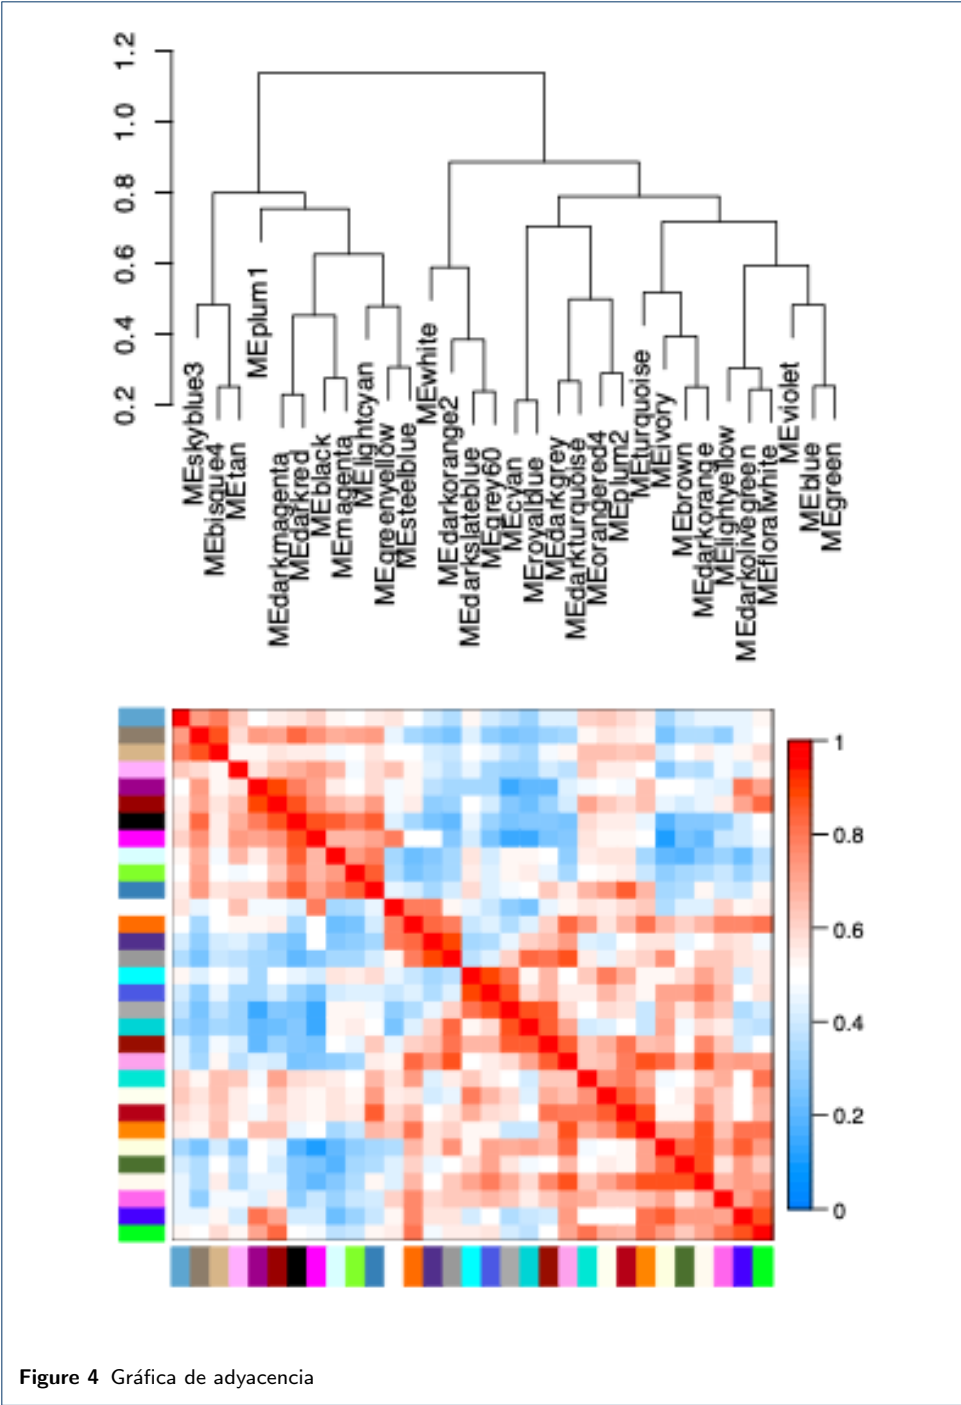 1.2
1.0
0.8
0.6
0.4
0.2
MEskyblue3
MEbisque4
MEtan
MEplum1
MEdarkmagenta
MEdarkred
MEblack
MEmagenta
MElightcyan
MEgreenyellow
MEsteelblue
MEwhite
MEdarkorange2
MEdarkslateblue
MEgrey60
MEcyan
MEroyalblue
MEdarkgrey
MEdarkturquoise
MEorangered4
MEplum2
MEturquoise
MEivory
MEbrown
MEdarkorange
MElightyellow
MEdarkolivegreen
MEfloralwhite
MEviolet
MEblue
MEgreen
1
0.8
0.6
0.4
0.2
0
Figure 4 Gráfica de adyacencia